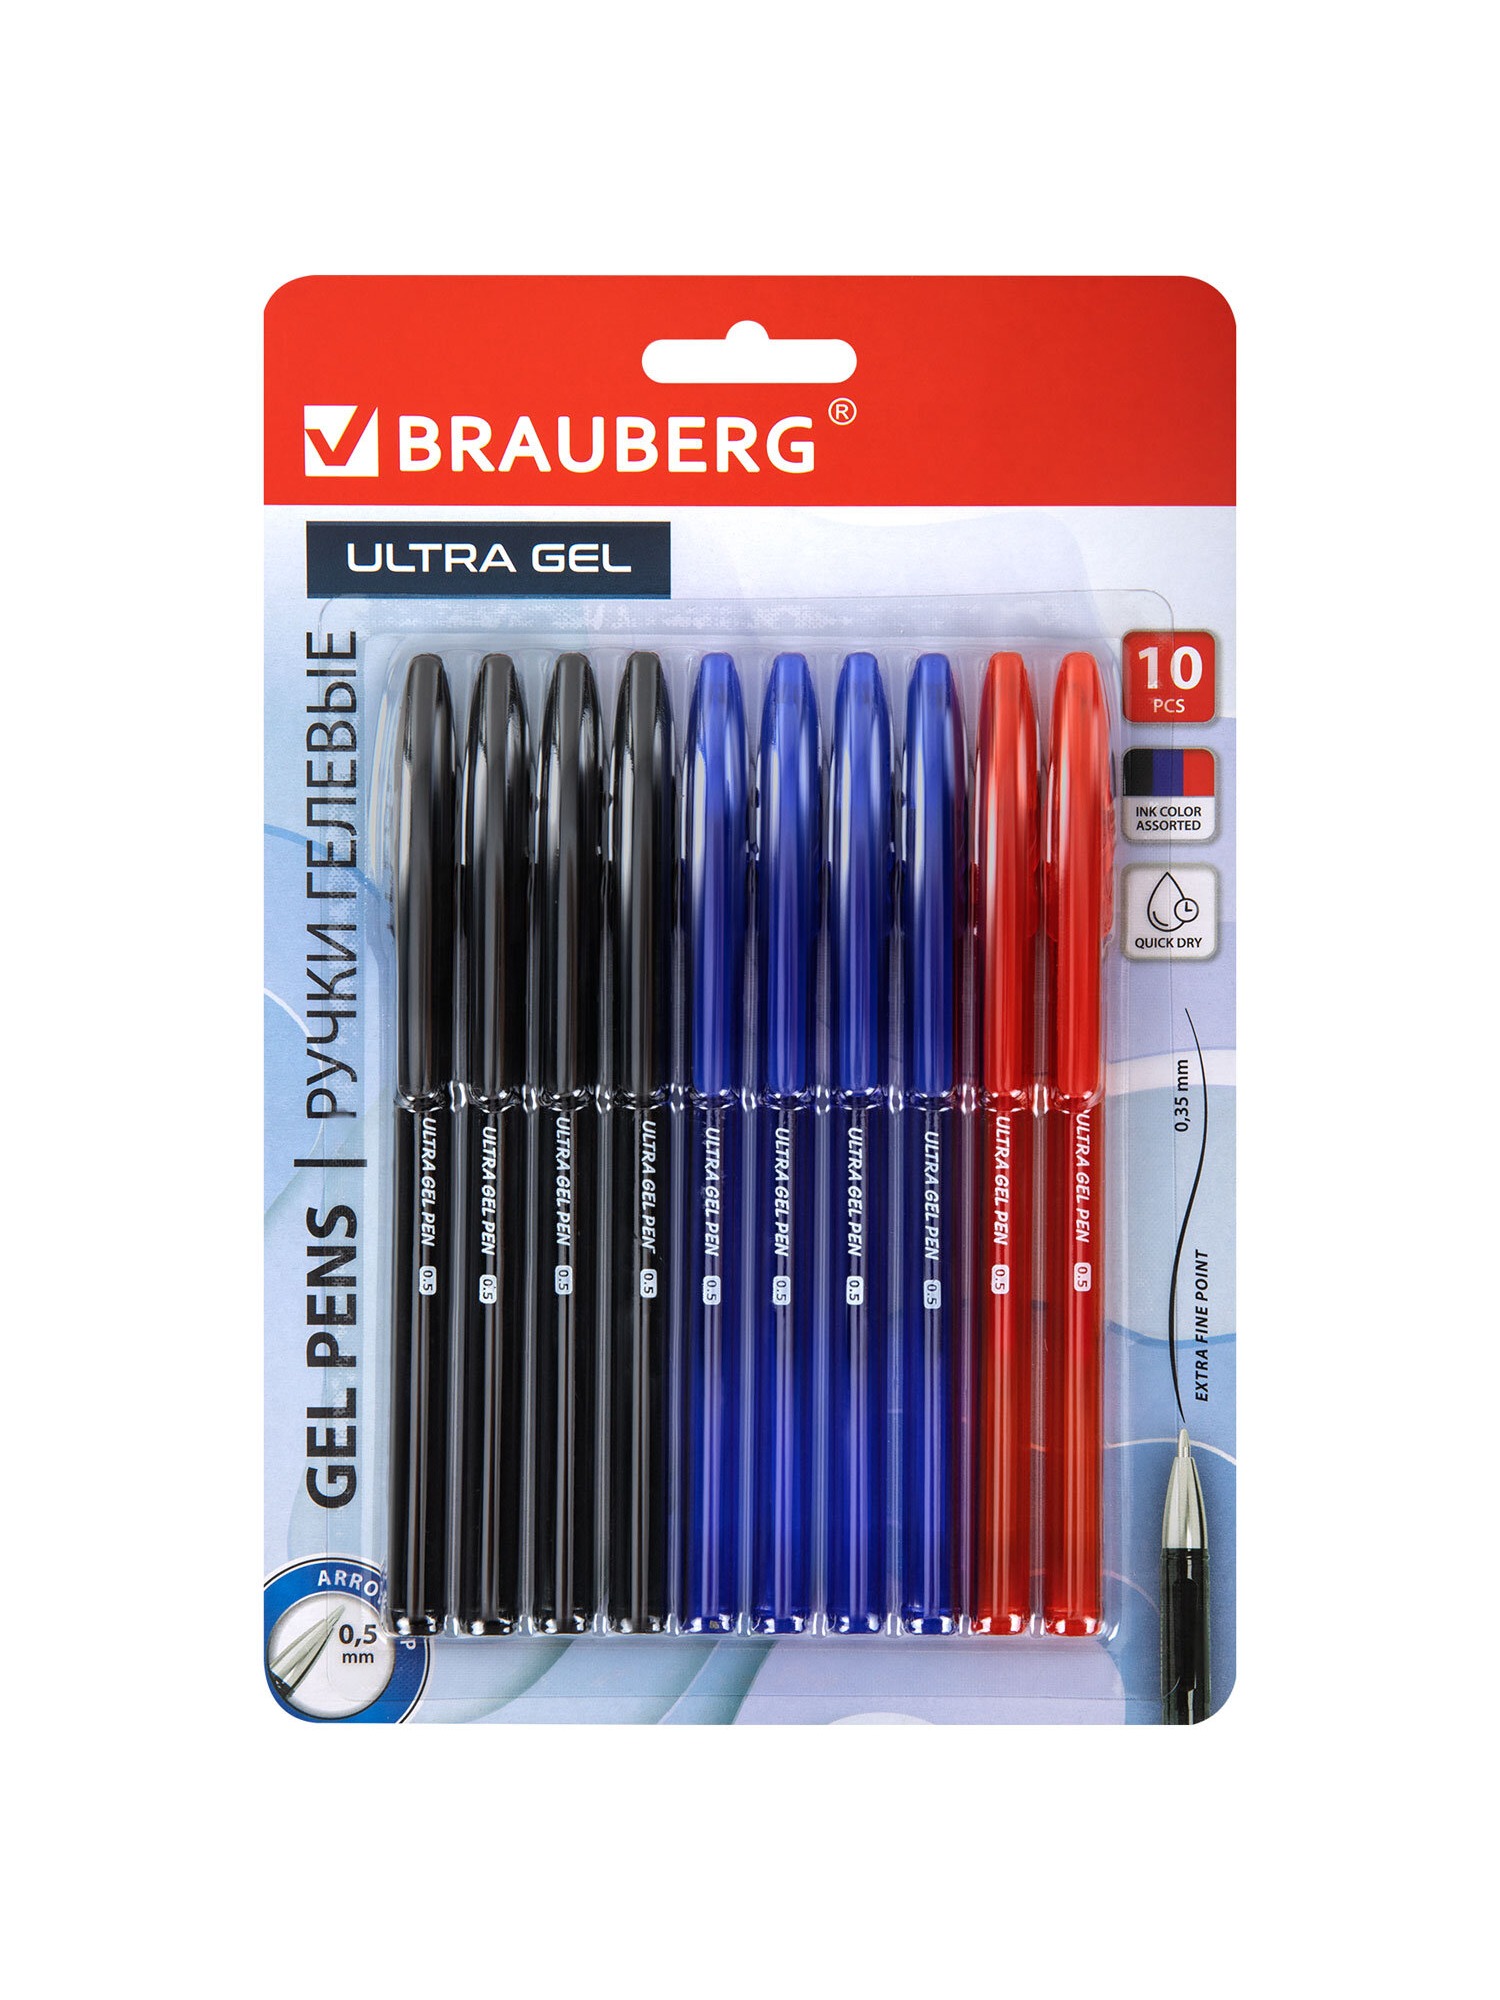 BRAUBERG®
ULTRA GEL
GEL PENS | РУЧКИ ГЕЛЕВЫЕ
10
PCS
INK COLOR
ASSORTED
QUICK DRY
0,35 mm
EXTRA FINE POINT
ULTRA GEL PEN 0.5
ULTRA GEL PEN 0.5
ULTRA GEL PEN 0.5
ULTRA GEL PEN 0.5
ULTRA GEL PEN 0.5
ULTRA GEL PEN 0.5
ULTRA GEL PEN 0.5
ULTRA GEL PEN 0.5
ULTRA GEL PEN 0.5
ULTRA GEL PEN 0.5
0,5
mm